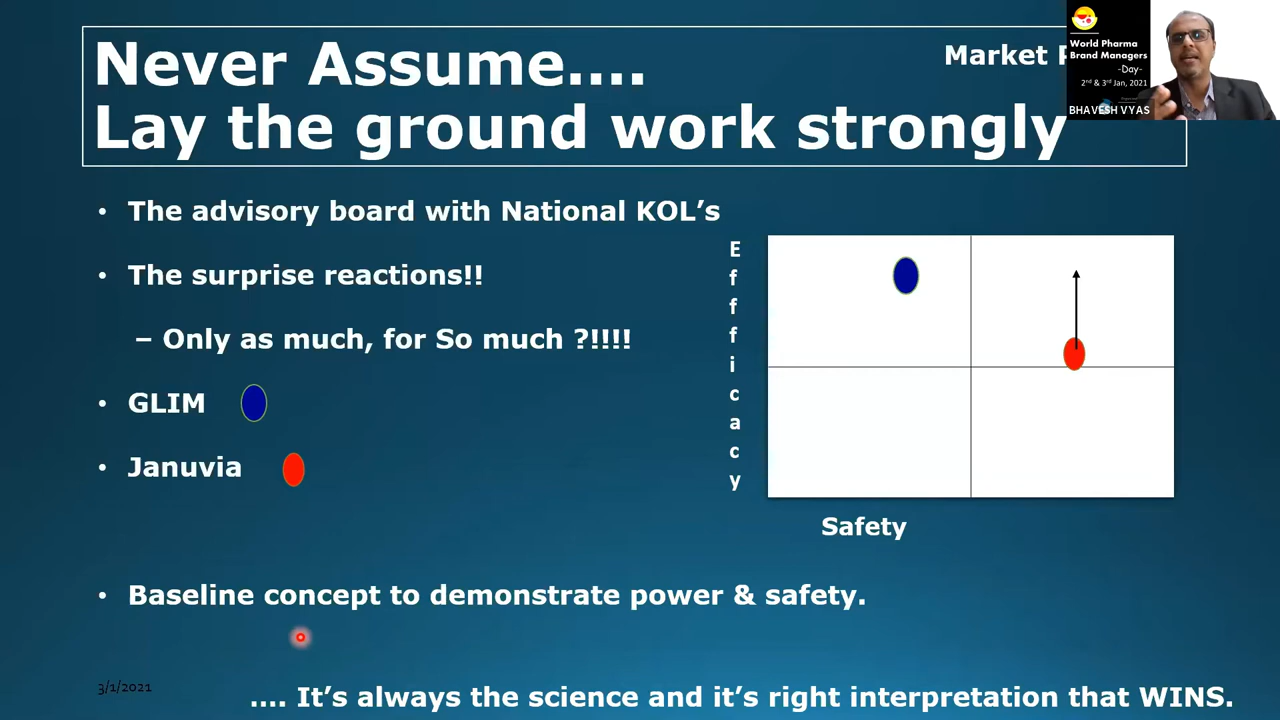 Never Assume....
Lay the ground work strongly
Market
World Pharma
Brand Managers
-Day-
2nd & 3rd Jan, 2021
BHAVESH VYAS
• The advisory board with National KOL’s
• The surprise reactions!!
– Only as much, for So much ?!!!!
• GLIM
• Januvia
E
f
f
f
i
c
a
c
y
Safety
• Baseline concept to demonstrate power & safety.
3/1/2021
.... It’s always the science and it’s right interpretation that WINS.